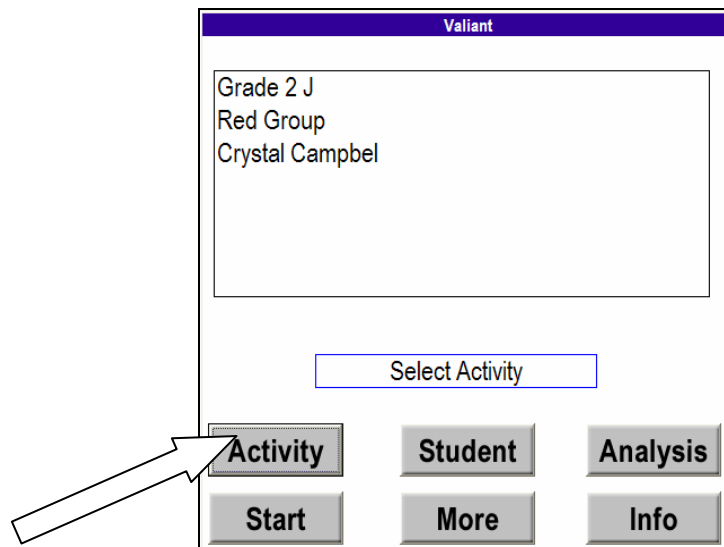 Valiant
Grade 2 J
Red Group
Crystal Campbel
Select Activity
Activity Student Analysis
Start More Info